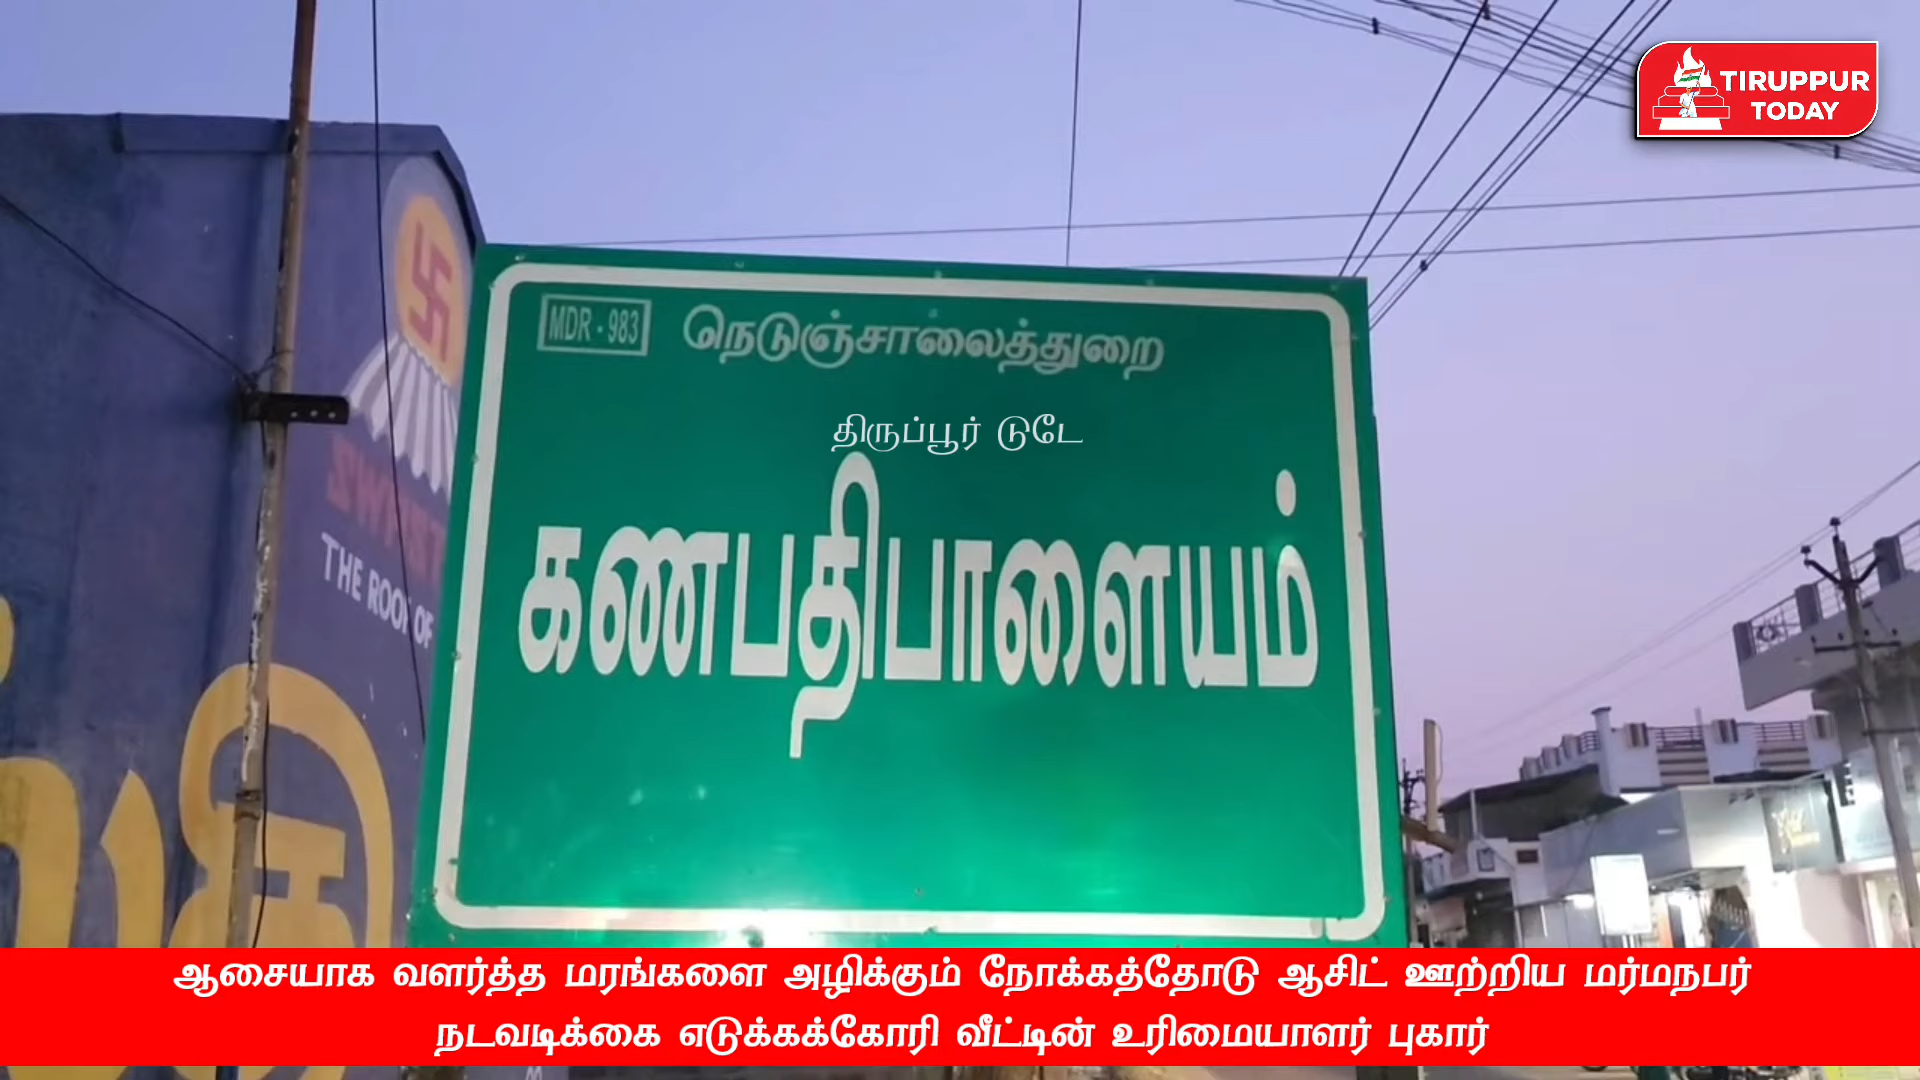 TIRUPPUR
TODAY
MDR - 983
நெடுஞ்சாலைத்துறை
திருப்பூர் டுடே
கணபதிபாளையம்
THE ROOF OF
ஆசையாக வளர்த்த மரங்களை அழிக்கும் நோக்கத்தோடு ஆசிட் ஊற்றிய மர்மநபர்
நடவடிக்கை எடுக்கக்கோரி வீட்டின் உரிமையாளர் புகார்